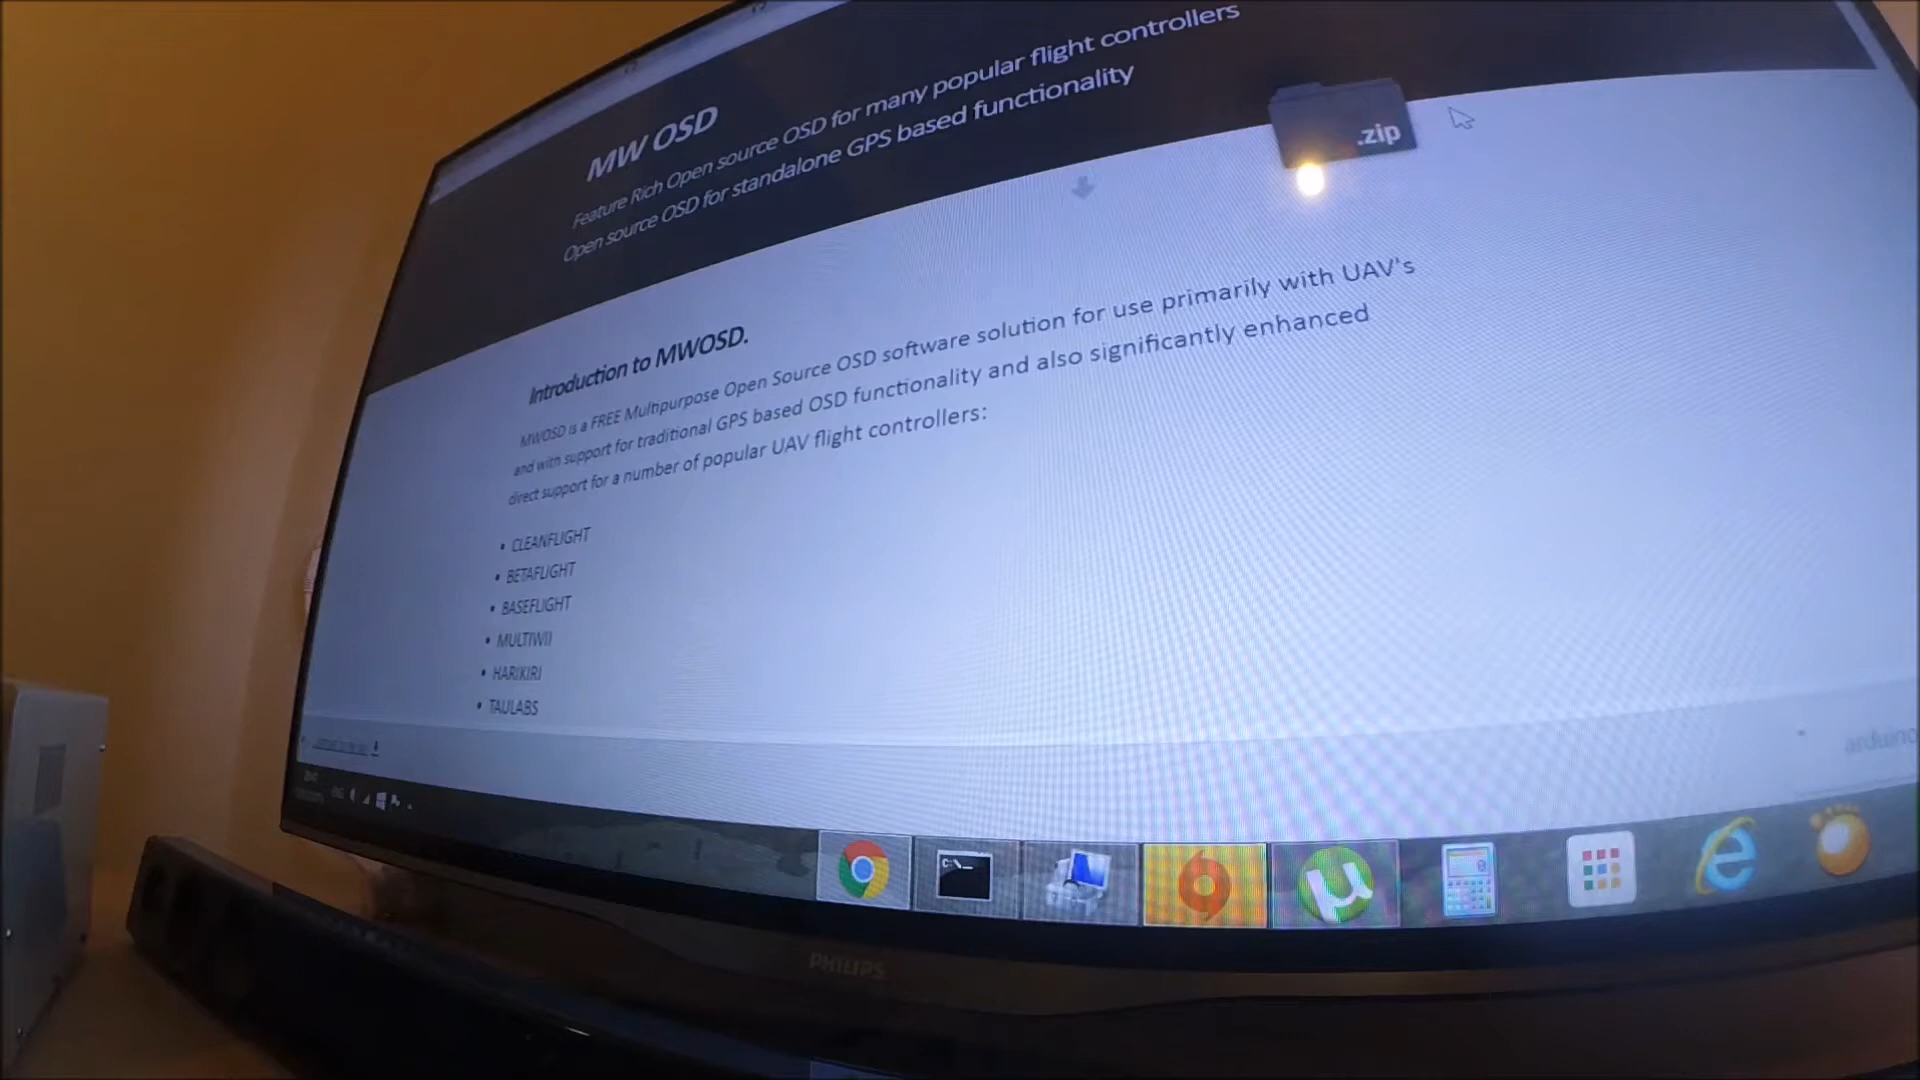 MW OSD
Feature Rich Open source OSD for many popular flight controllers
Open source OSD for standalone GPS based functionality
.zip
Introduction to MWOSD.
MWOSD is a FREE Multipurpose Open Source OSD software solution for use primarily with UAV's
and with support for traditional GPS based OSD functionality and also significantly enhanced
direct support for a number of popular UAV flight controllers:
• CLEANFLIGHT
• BETAFLIGHT
• BASEFLIGHT
• MULTIWII
• HARIKIRI
• TAULABS
arduino
ENG
C:\_
PHILIPS